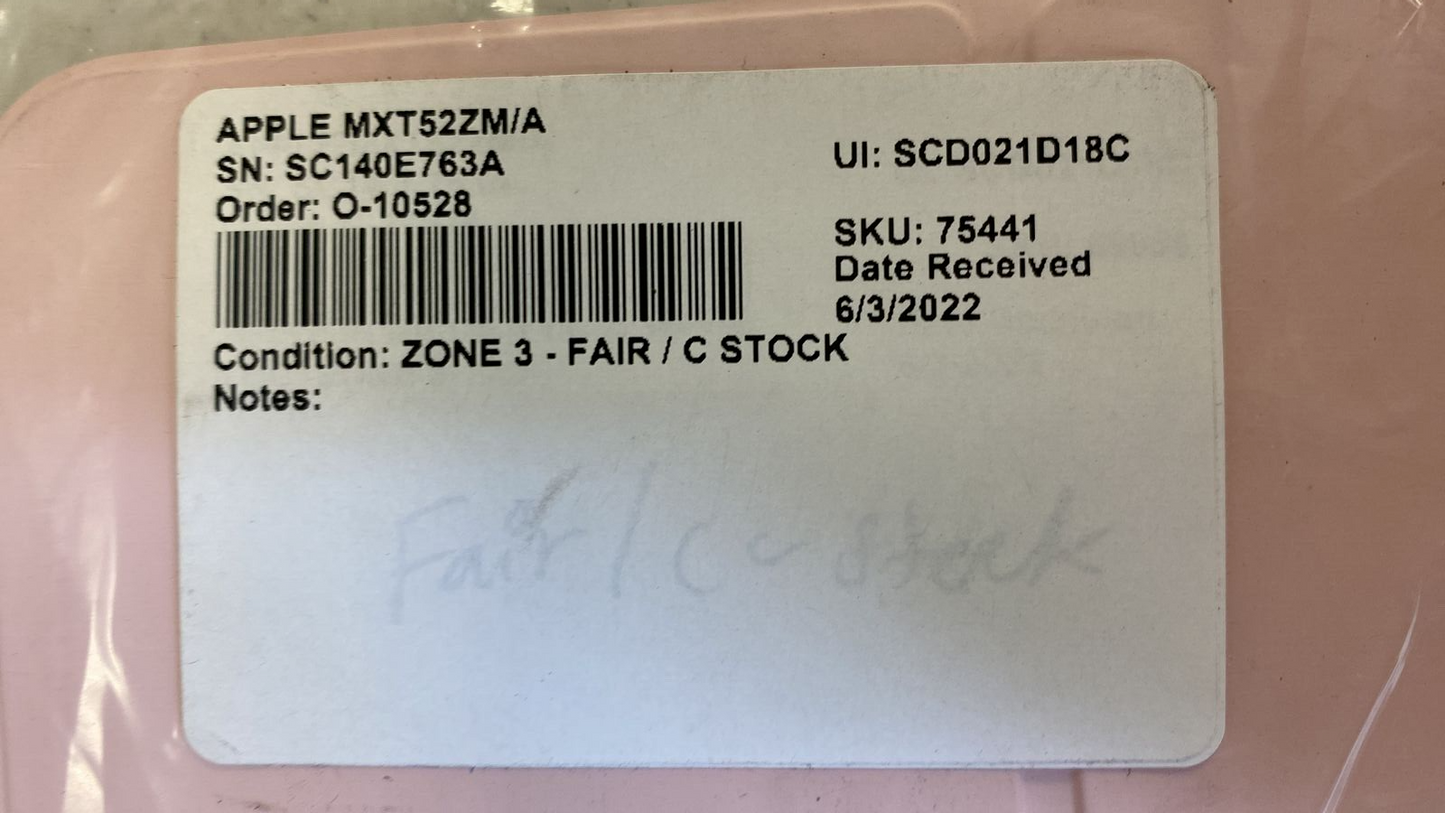 APPLE MXT52ZM/A
SN: SC140E763A
Order: O-10528
UI: SCD021D18C
SKU: 75441
Date Received
6/3/2022
Condition: ZONE 3 - FAIR / C STOCK
Notes:
Fair / C - Stock